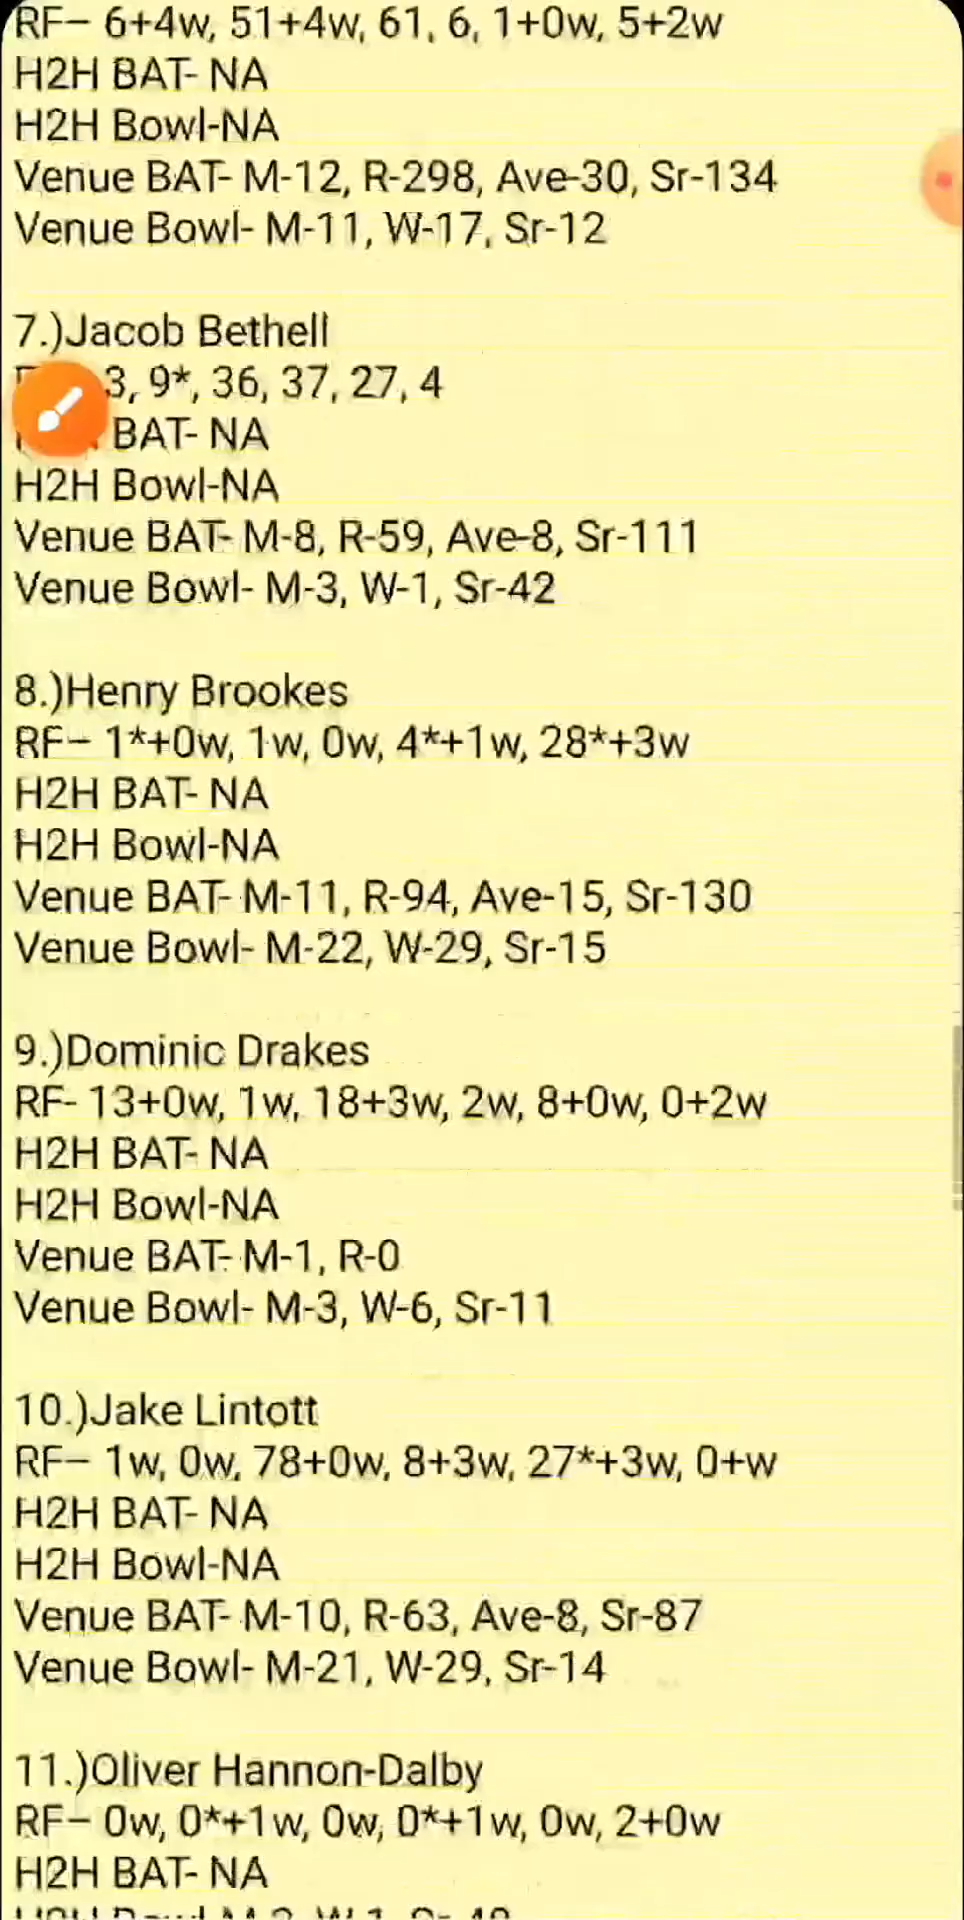 RF– 6+4w, 51+4w, 61, 6, 1+0w, 5+2w
H2H BAT- NA
H2H Bowl-NA
Venue BAT- M-12, R-298, Ave-30, Sr-134
Venue Bowl- M-11, W-17, Sr-12
7.)Jacob Bethell
3, 9*, 36, 37, 27, 4
BAT- NA
H2H Bowl-NA
Venue BAT- M-8, R-59, Ave-8, Sr-111
Venue Bowl- M-3, W-1, Sr-42
8.)Henry Brookes
RF– 1*+0w, 1w, 0w, 4*+1w, 28*+3w
H2H BAT- NA
H2H Bowl-NA
Venue BAT- M-11, R-94, Ave-15, Sr-130
Venue Bowl- M-22, W-29, Sr-15
9.)Dominic Drakes
RF- 13+0w, 1w, 18+3w, 2w, 8+0w, 0+2w
H2H BAT- NA
H2H Bowl-NA
Venue BAT- M-1, R-0
Venue Bowl- M-3, W-6, Sr-11
10.)Jake Lintott
RF– 1w, 0w, 78+0w, 8+3w, 27*+3w, 0+w
H2H BAT- NA
H2H Bowl-NA
Venue BAT- M-10, R-63, Ave-8, Sr-87
Venue Bowl- M-21, W-29, Sr-14
11.)Oliver Hannon-Dalby
RF– 0w, 0*+1w, 0w, 0*+1w, 0w, 2+0w
H2H BAT- NA